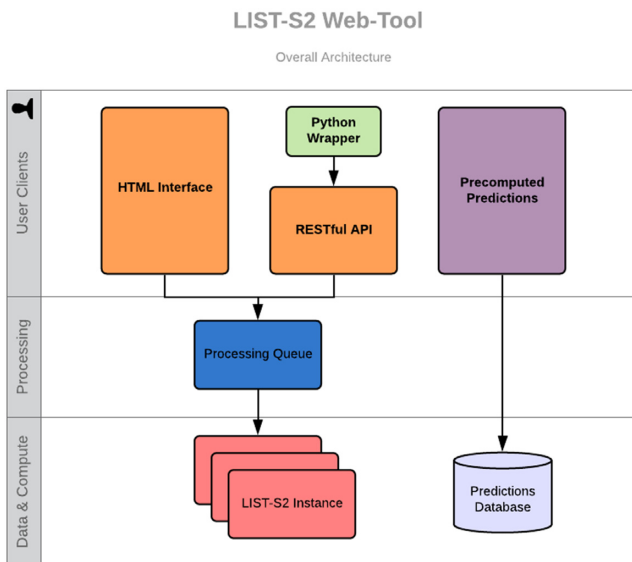 LIST-S2 Web-Tool
Overall Architecture
User Clients
HTML Interface
Python
Wrapper
RESTful API
Precomputed
Predictions
Processing
Processing Queue
Data & Compute
LIST-S2 Instance
Predictions
Database